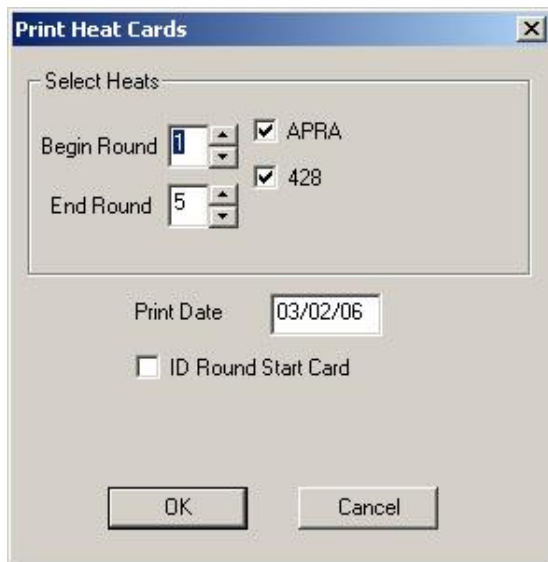 Print Heat Cards
Select Heats
Begin Round 1 APRA
428
End Round 5
Print Date 03/02/06
ID Round Start Card
OK Cancel